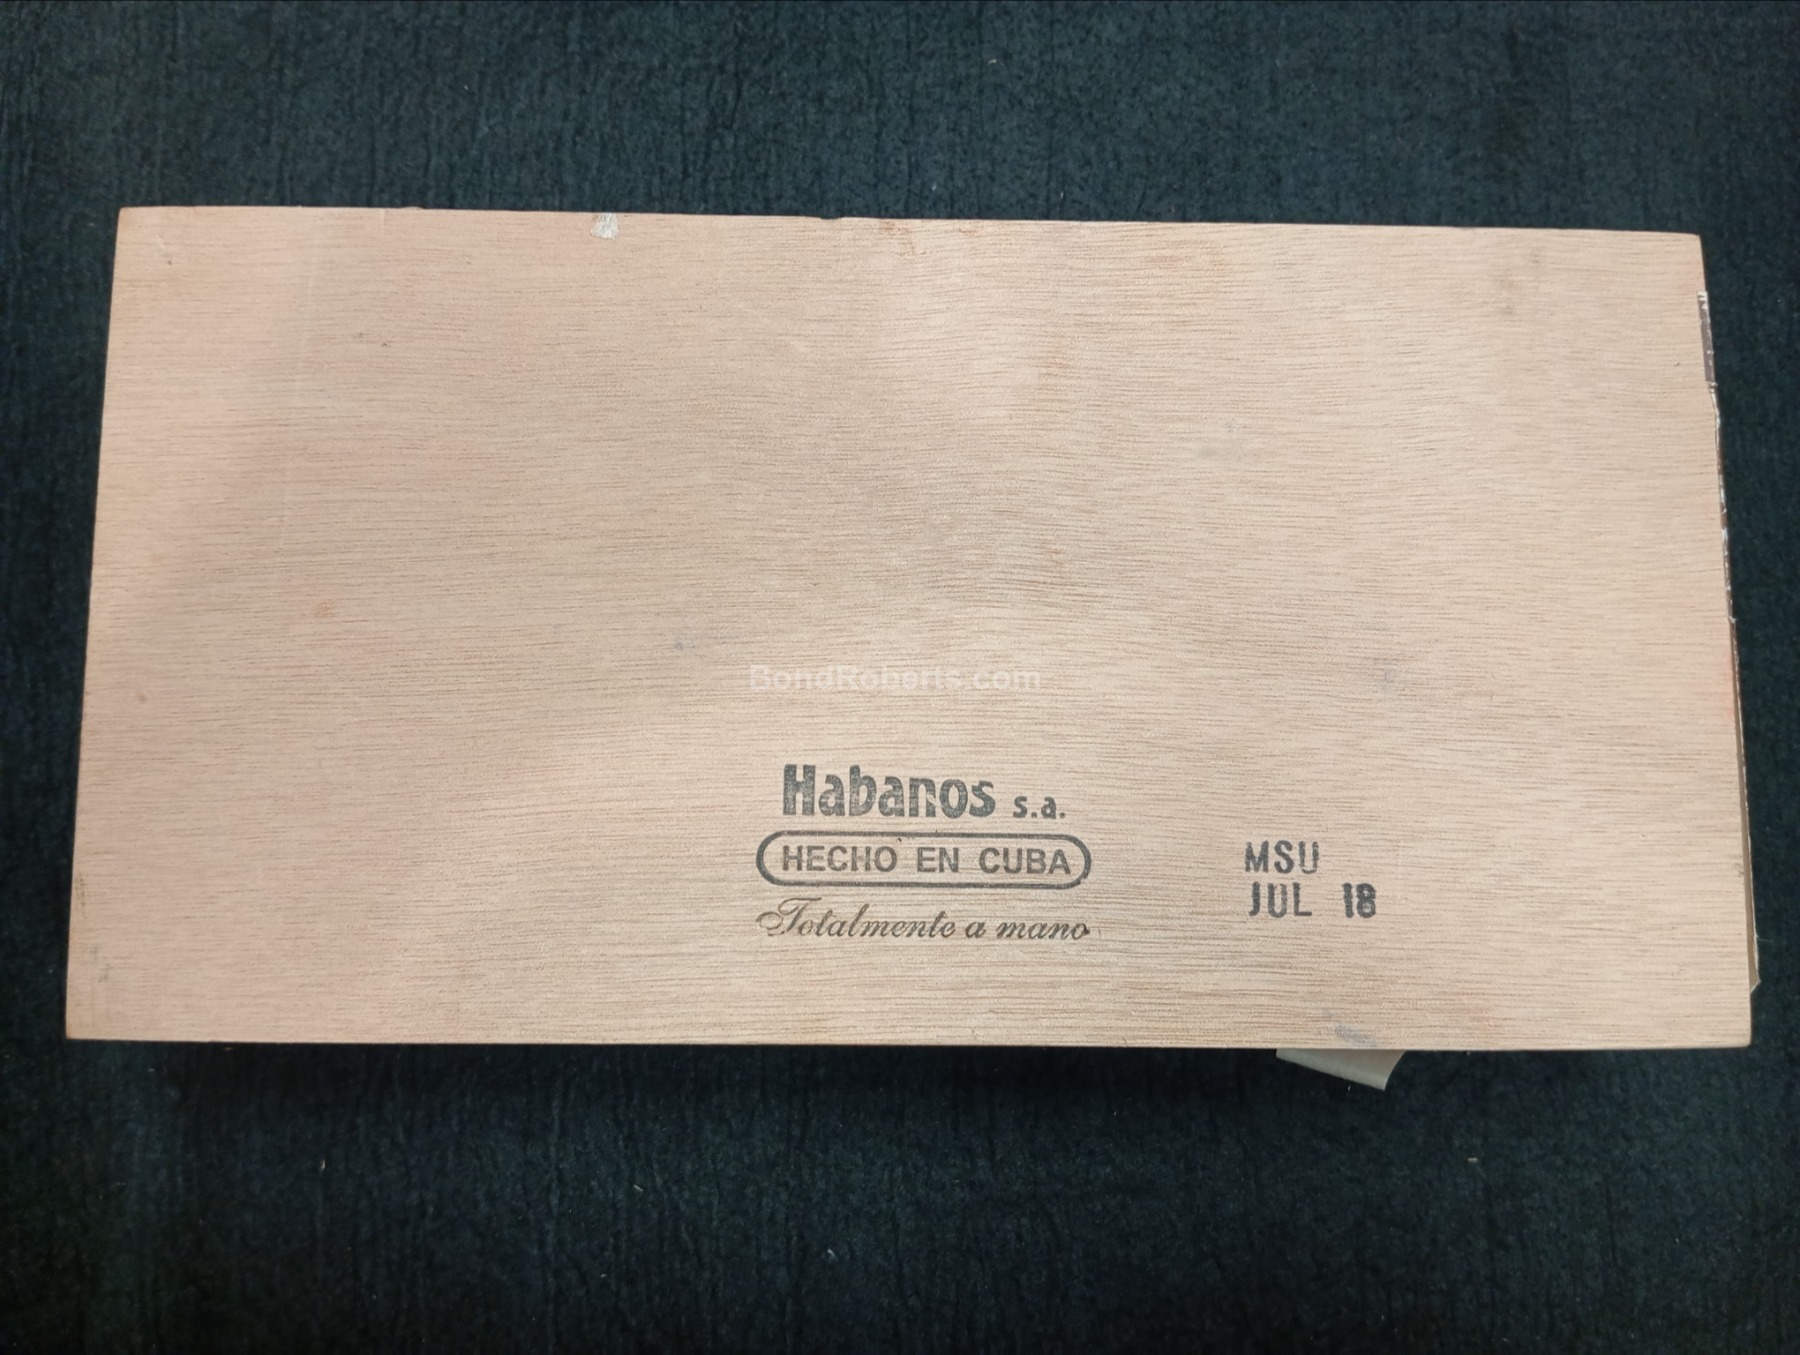 BondRoberts.com
Habanos s.a.
HECHO EN CUBA
Totalmente a mano
MSU
JUL 18